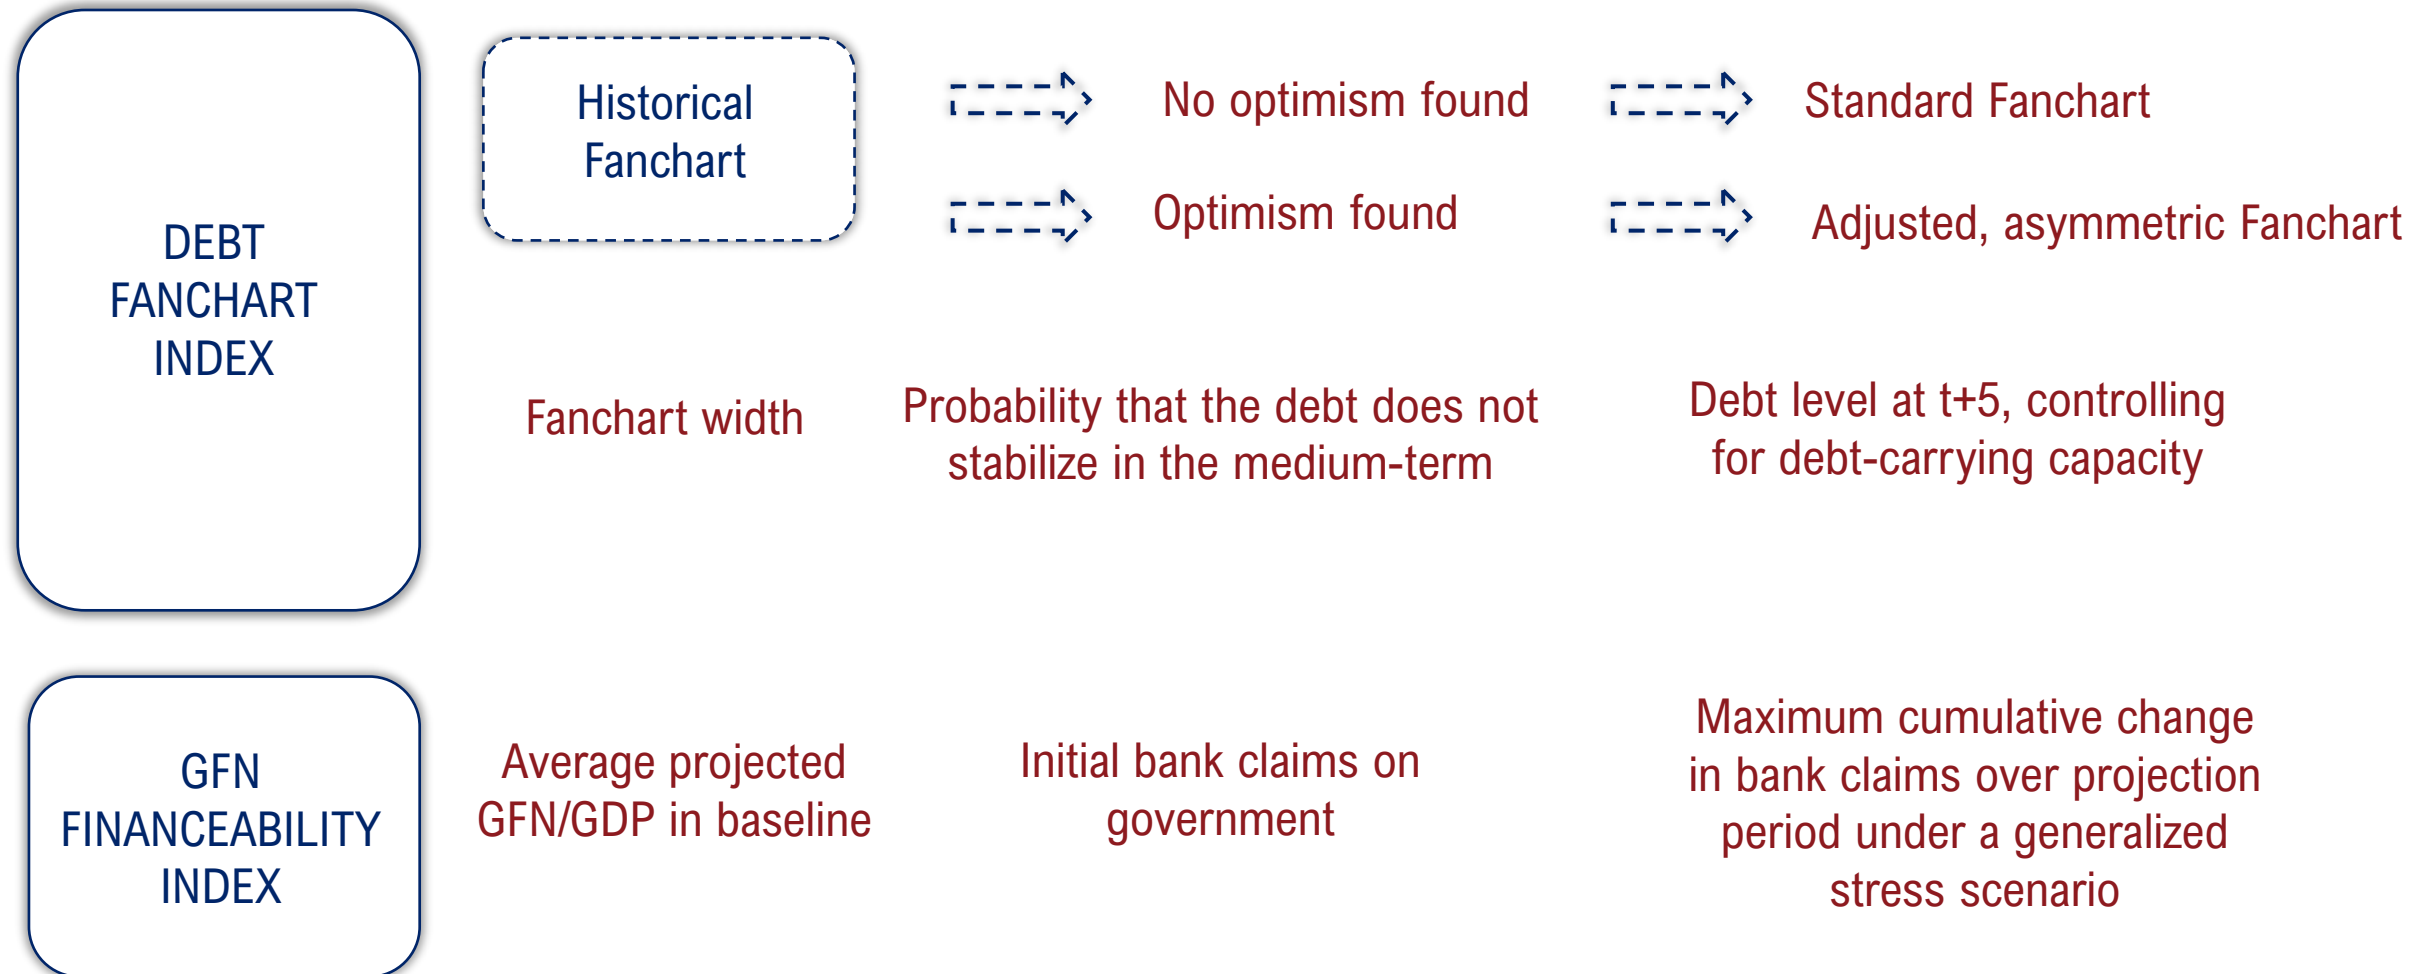 DEBT
FANCHART
INDEX
Historical
Fanchart
No optimism found
Standard Fanchart
Optimism found
Adjusted, asymmetric Fanchart
Fanchart width
Probability that the debt does not
stabilize in the medium-term
Debt level at t+5, controlling
for debt-carrying capacity
GFN
FINANCEABILITY
INDEX
Average projected
GFN/GDP in baseline
Initial bank claims on
government
Maximum cumulative change
in bank claims over projection
period under a generalized
stress scenario